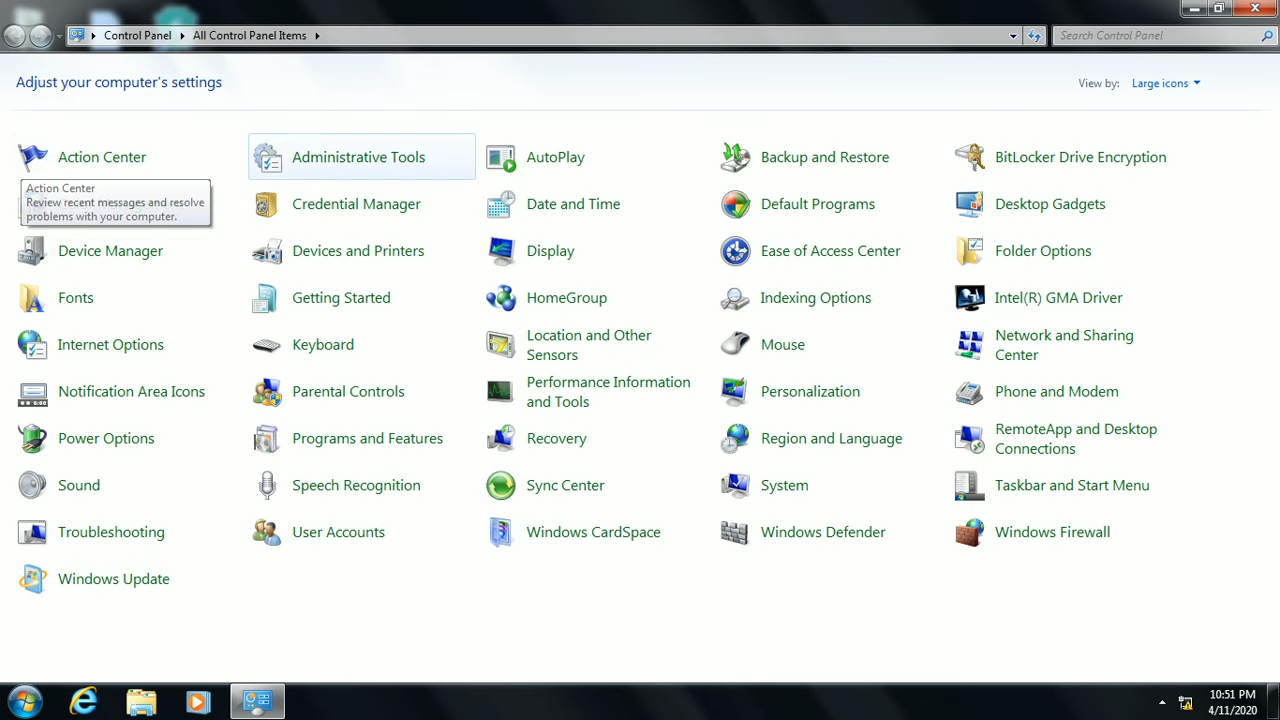 Control Panel
All Control Panel Items
Search Control Panel
Adjust your computer's settings
View by:
Large icons
Action Center
Administrative Tools
AutoPlay
Backup and Restore
BitLocker Drive Encryption
Action Center
Review recent messages and resolve
problems with your computer.
Credential Manager
Date and Time
Default Programs
Desktop Gadgets
Device Manager
Devices and Printers
Display
Ease of Access Center
Folder Options
Fonts
Getting Started
HomeGroup
Indexing Options
Intel(R) GMA Driver
Internet Options
Keyboard
Location and Other
Sensors
Mouse
Network and Sharing
Center
Notification Area Icons
Parental Controls
Performance Information
and Tools
Personalization
Phone and Modem
Power Options
Programs and Features
Recovery
Region and Language
RemoteApp and Desktop
Connections
Sound
Speech Recognition
Sync Center
System
Taskbar and Start Menu
Troubleshooting
User Accounts
Windows CardSpace
Windows Defender
Windows Firewall
Windows Update
10:51 PM
4/11/2020